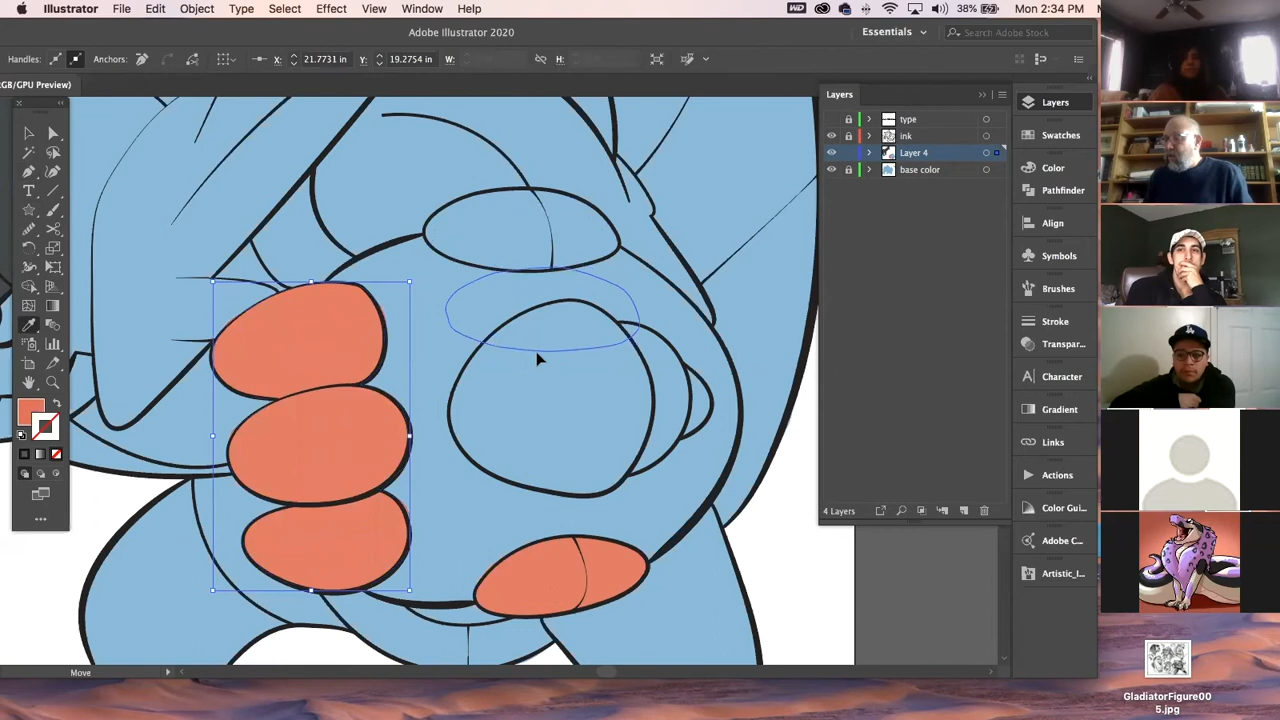 Illustrator File Edit Object Type Select Effect View Window Help 38% Mon 2:34 PM
Adobe Illustrator 2020
Essentials
Search Adobe Stock
Handles: Anchors: X: 21.7731 in Y: 19.2754 in W: H:
RGB/GPU Preview)
Layers
type
ink
Layer 4
base color
4 Layers
Layers
Swatches
Color
Pathfinder
Align
Symbols
Brushes
Stroke
Transpar...
Character
Gradient
Links
Actions
Color Gui...
Adobe C...
Artistic_I...
Move
GladiatorFigure00
5.jpg